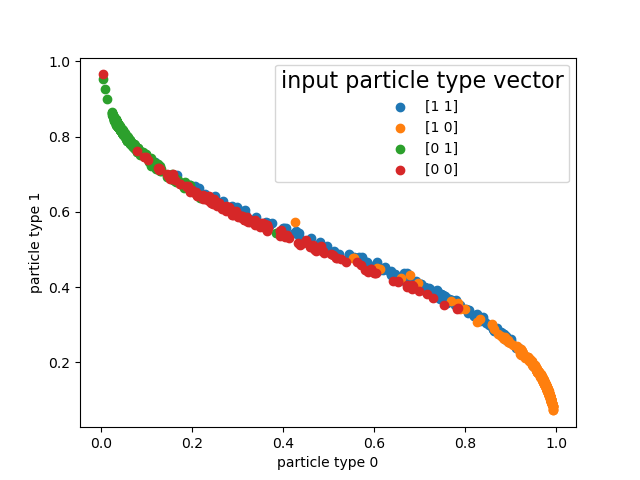 input particle type vector
[1 1]
[1 0]
[0 1]
[0 0]
1.0
0.8
0.6
0.4
0.2
particle type 1
0.0 0.2 0.4 0.6 0.8 1.0
particle type 0